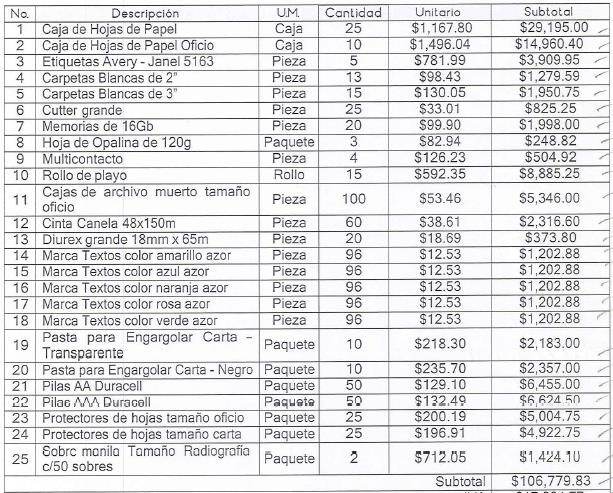 No. Descripción U.M. Cantidad Unitario Subtotal
1 Caja de Hojas de Papel Caja 25 $1,167.80 $29,195.00
2 Caja de Hojas de Papel Oficio Caja 10 $1,496.04 $14,960.40
3 Etiquetas Avery - Janel 5163 Pieza 5 $781.99 $3,909.95
4 Carpetas Blancas de 2" Pieza 13 $98.43 $1,279.59
5 Carpetas Blancas de 3" Pieza 15 $130.05 $1,950.75
6 Cutter grande Pieza 25 $33.01 $825.25
7 Memorias de 16Gb Pieza 20 $99.90 $1,998.00
8 Hoja de Opalina de 120g Paquete 3 $82.94 $248.82
9 Multicontacto Pieza 4 $126.23 $504.92
10 Rollo de playo Rollo 15 $592.35 $8,885.25
11 Cajas de archivo muerto tamaño
oficio Pieza 100 $53.46 $5,346.00
12 Cinta Canela 48x150m Pieza 60 $38.61 $2,316.60
13 Diurex grande 18mm x 65m Pieza 20 $18.69 $373.80
14 Marca Textos color amarillo azor Pieza 96 $12.53 $1,202.88
15 Marca Textos color azul azor Pieza 96 $12.53 $1,202.88
16 Marca Textos color naranja azor Pieza 96 $12.53 $1,202.88
17 Marca Textos color rosa azor Pieza 96 $12.53 $1,202.88
18 Marca Textos color verde azor Pieza 96 $12.53 $1,202.88
19 Pasta para Engargolar Carta –
Transparente Paquete 10 $218.30 $2,183.00
20 Pasta para Engargolar Carta - Negro Paquete 10 $235.70 $2,357.00
21 Pilas AA Duracell Paquete 50 $129.10 $6,455.00
22 Pilas AAA Duracell Paquete 50 $132.49 $6,624.50
23 Protectores de hojas tamaño oficio Paquete 25 $200.19 $5,004.75
24 Protectores de hojas tamaño carta Paquete 25 $196.91 $4,922.75
25 Sobre manila Tamaño Radiografía
c/50 sobres Paquete 2 $712.05 $1,424.10
Subtotal $106,779.83